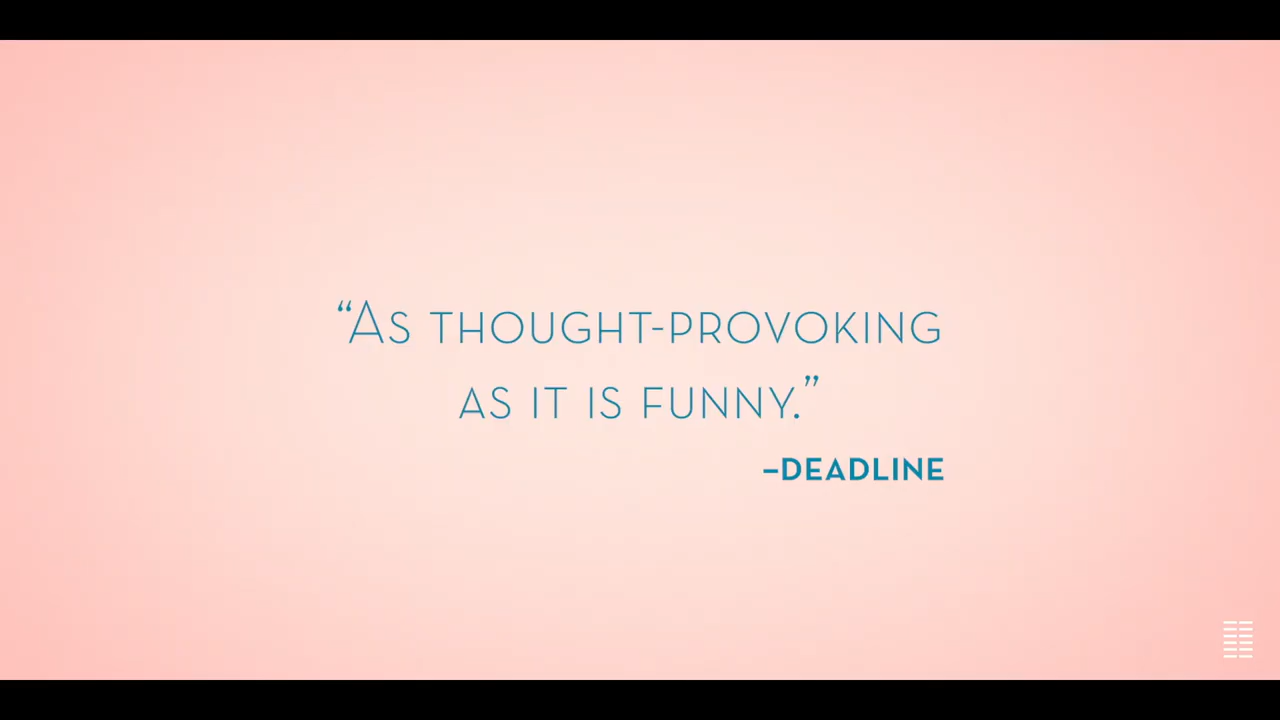 “As THOUGHT-PROVOKING
AS IT IS FUNNY.”
–DEADLINE